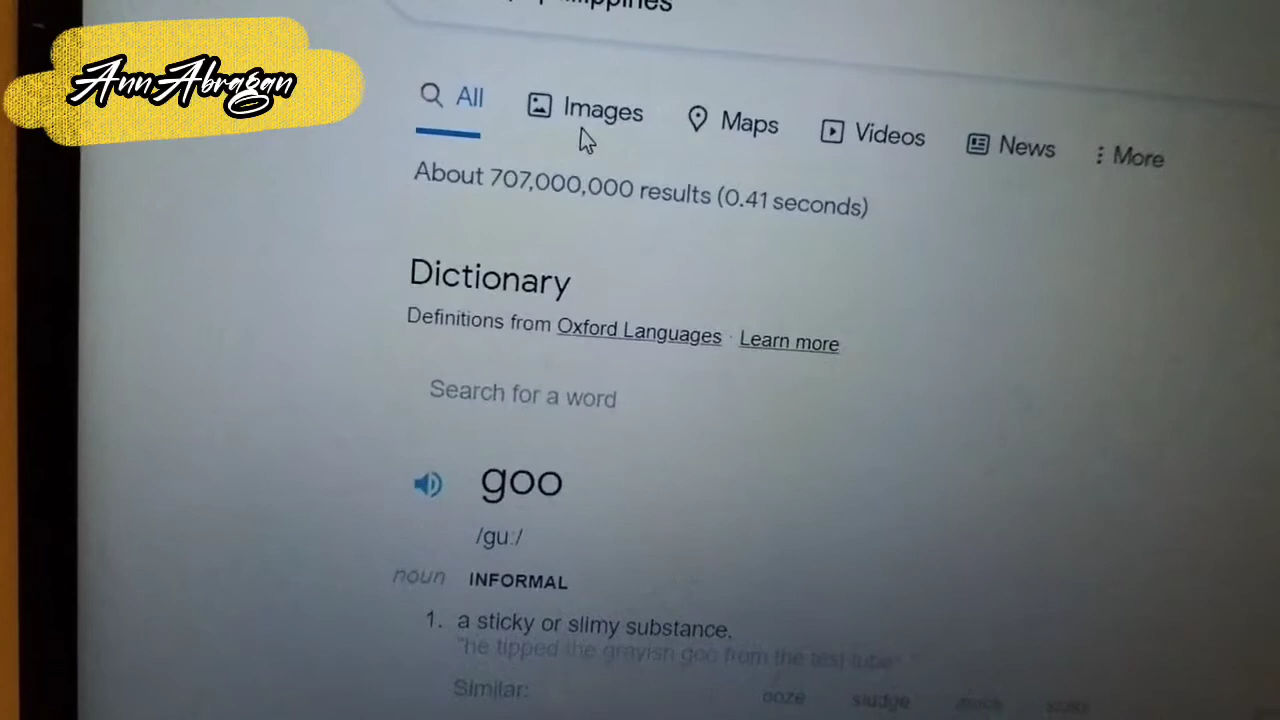 Ann Abragan
All Images Maps Videos News More
About 707,000,000 results (0.41 seconds)
Dictionary
Definitions from Oxford Languages · Learn more
Search for a word
goo
/ɡuː/
noun INFORMAL
1. a sticky or slimy substance.
"he tipped the grayish goo from the test tube"
Similar: ooze sludge